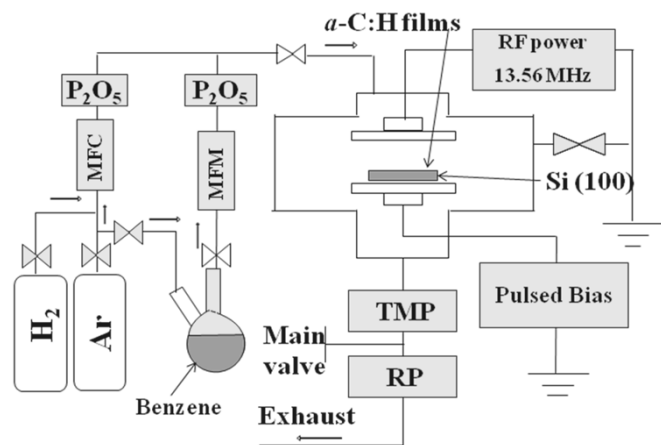 a-C:H films
RF power
13.56 MHz
P₂O₅
P₂O₅
MFC
MFM
Si (100)
H₂
Ar
TMP
Pulsed Bias
Main
valve
RP
Benzene
Exhaust